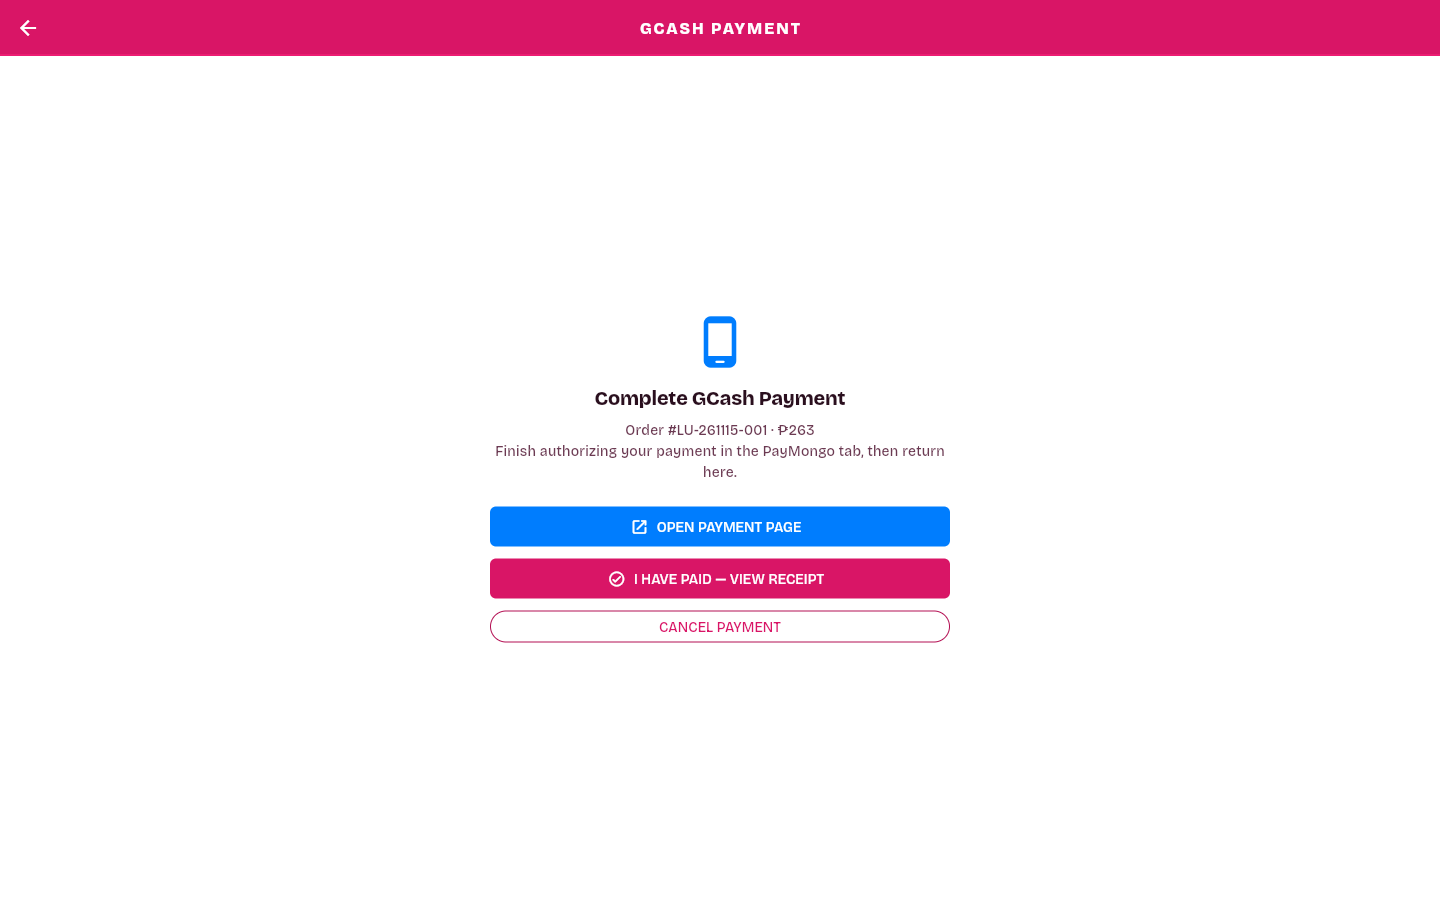 GCASH PAYMENT
Complete GCash Payment
Order #LU-261115-001 · ₱263
Finish authorizing your payment in the PayMongo tab, then return
here.
OPEN PAYMENT PAGE
I HAVE PAID — VIEW RECEIPT
CANCEL PAYMENT